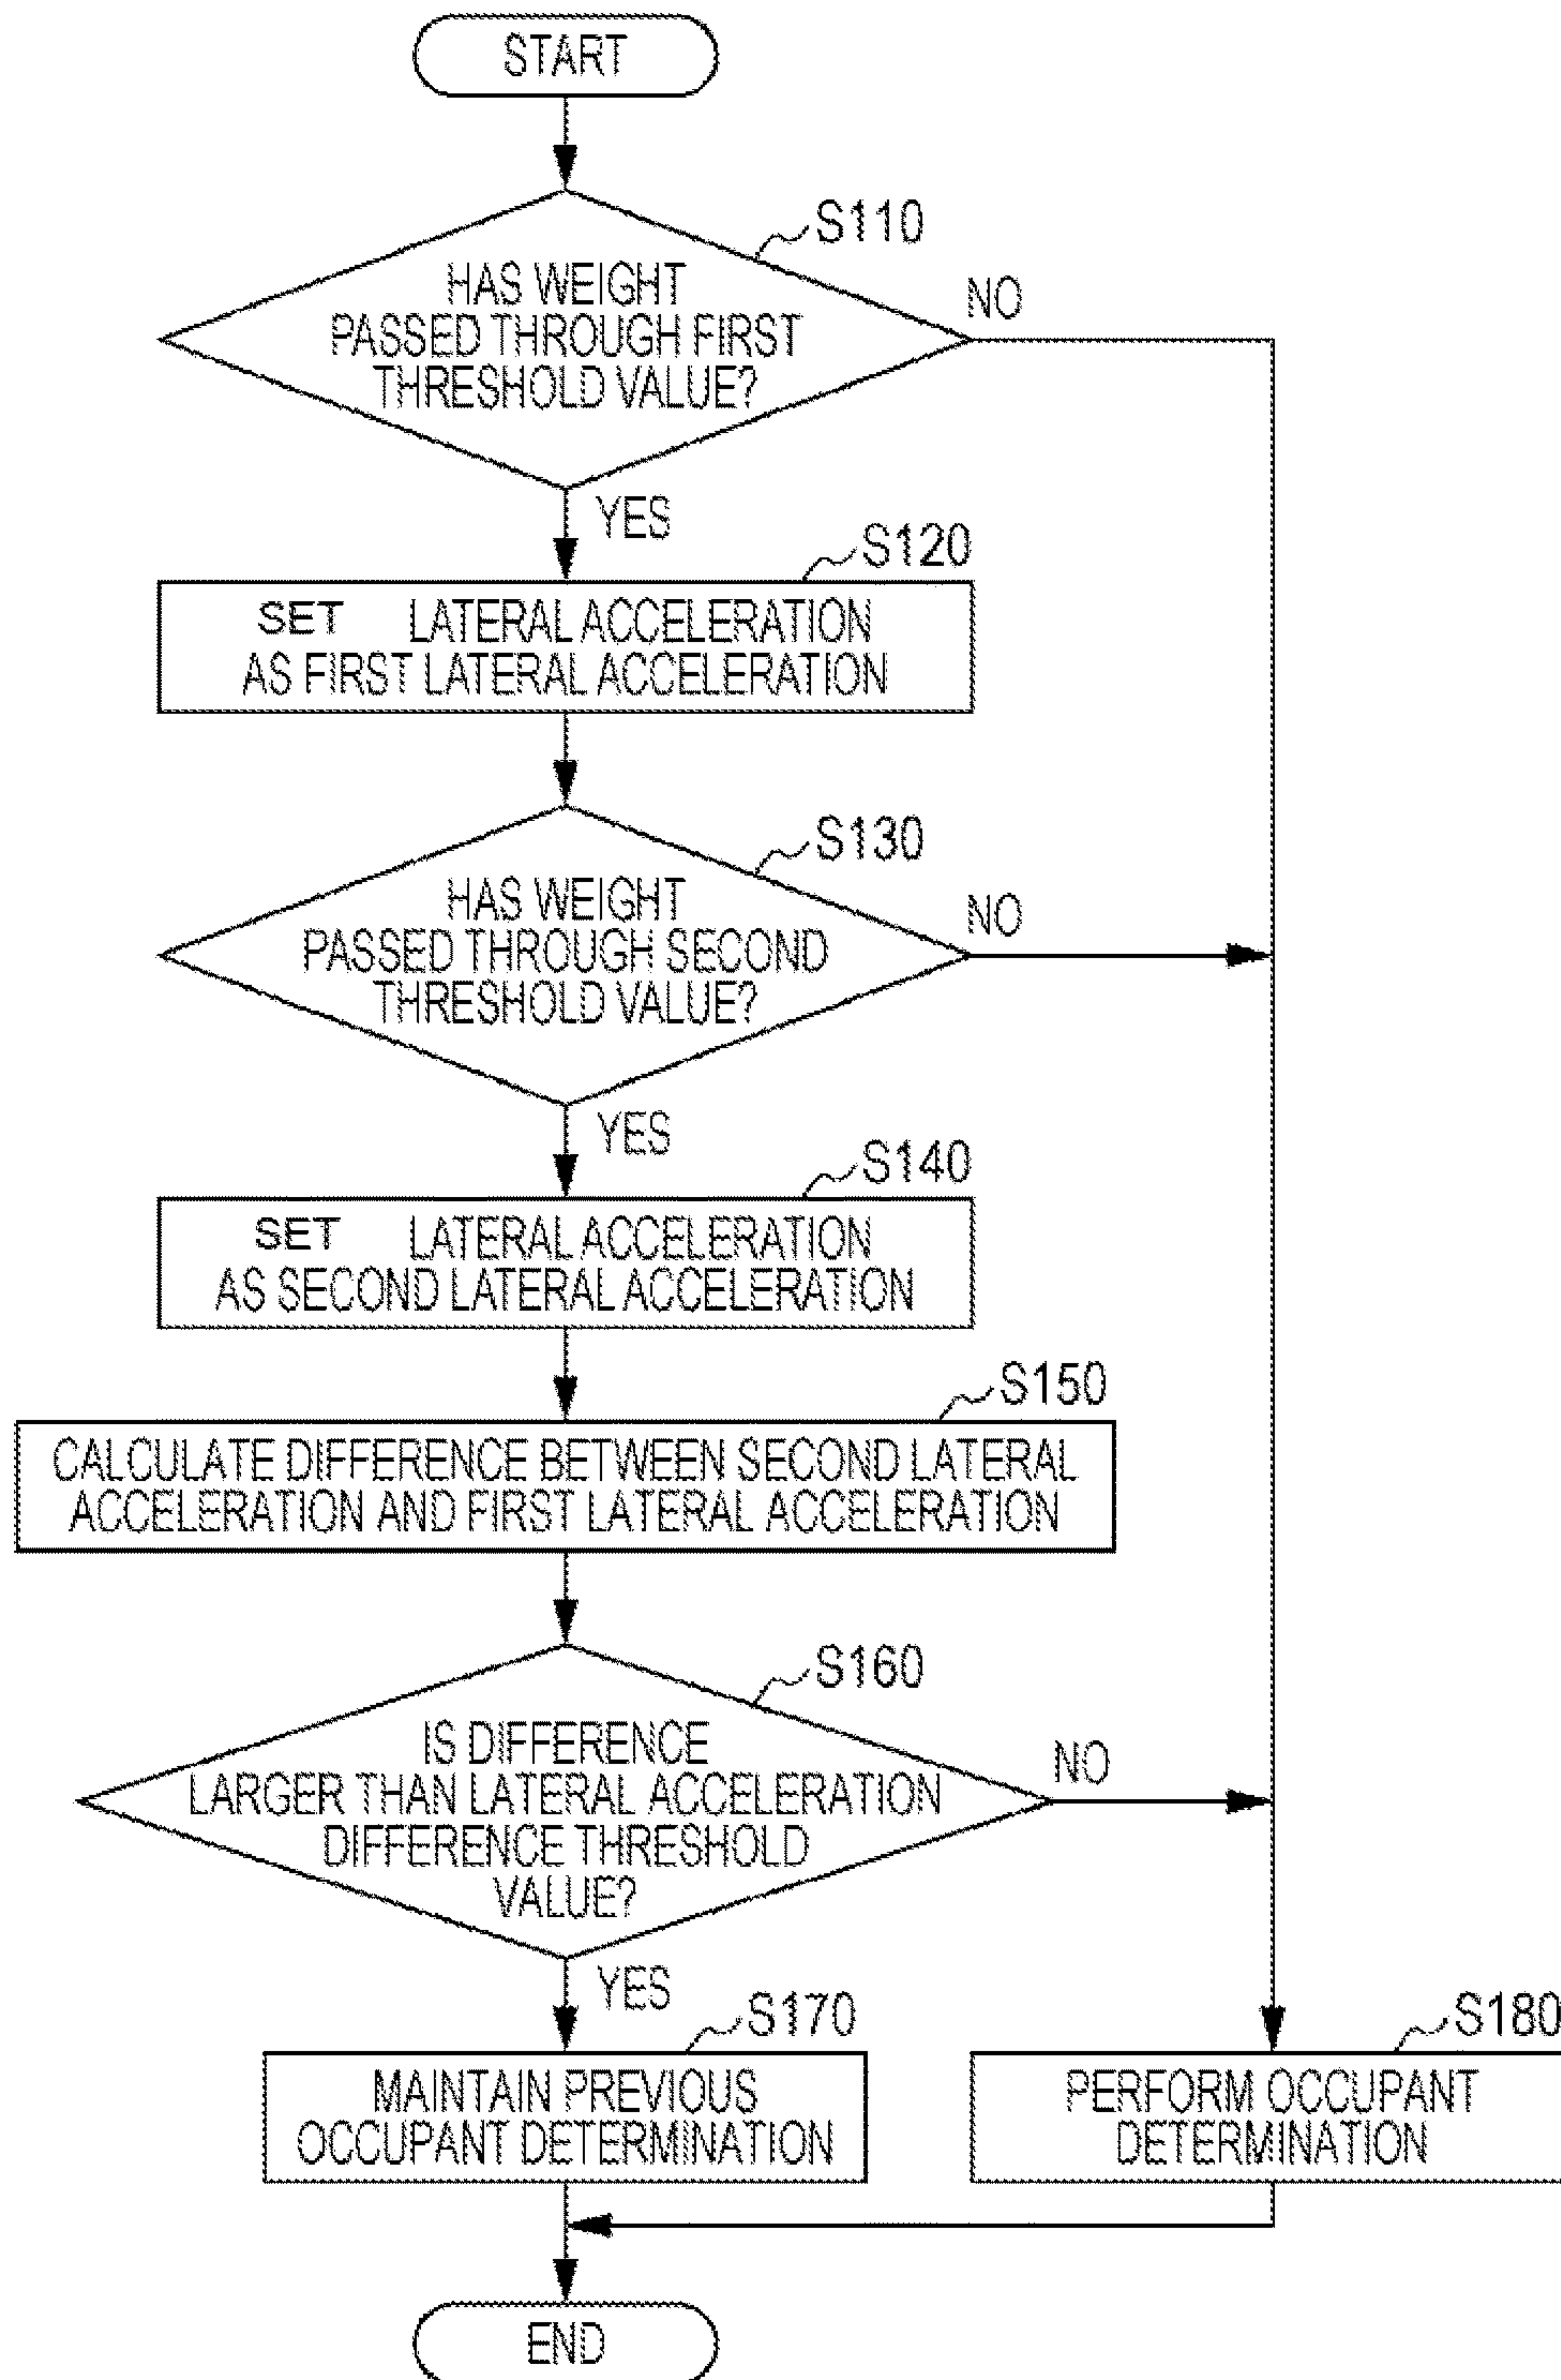 START
S110
HAS WEIGHT
PASSED THROUGH FIRST
THRESHOLD VALUE?
NO
YES
S120
SET LATERAL ACCELERATION
AS FIRST LATERAL ACCELERATION
S130
HAS WEIGHT
PASSED THROUGH SECOND
THRESHOLD VALUE?
NO
YES
S140
SET LATERAL ACCELERATION
AS SECOND LATERAL ACCELERATION
S150
CALCULATE DIFFERENCE BETWEEN SECOND LATERAL
ACCELERATION AND FIRST LATERAL ACCELERATION
S160
IS DIFFERENCE
LARGER THAN LATERAL ACCELERATION
DIFFERENCE THRESHOLD
VALUE?
NO
YES
S170
MAINTAIN PREVIOUS
OCCUPANT DETERMINATION
S180
PERFORM OCCUPANT
DETERMINATION
END